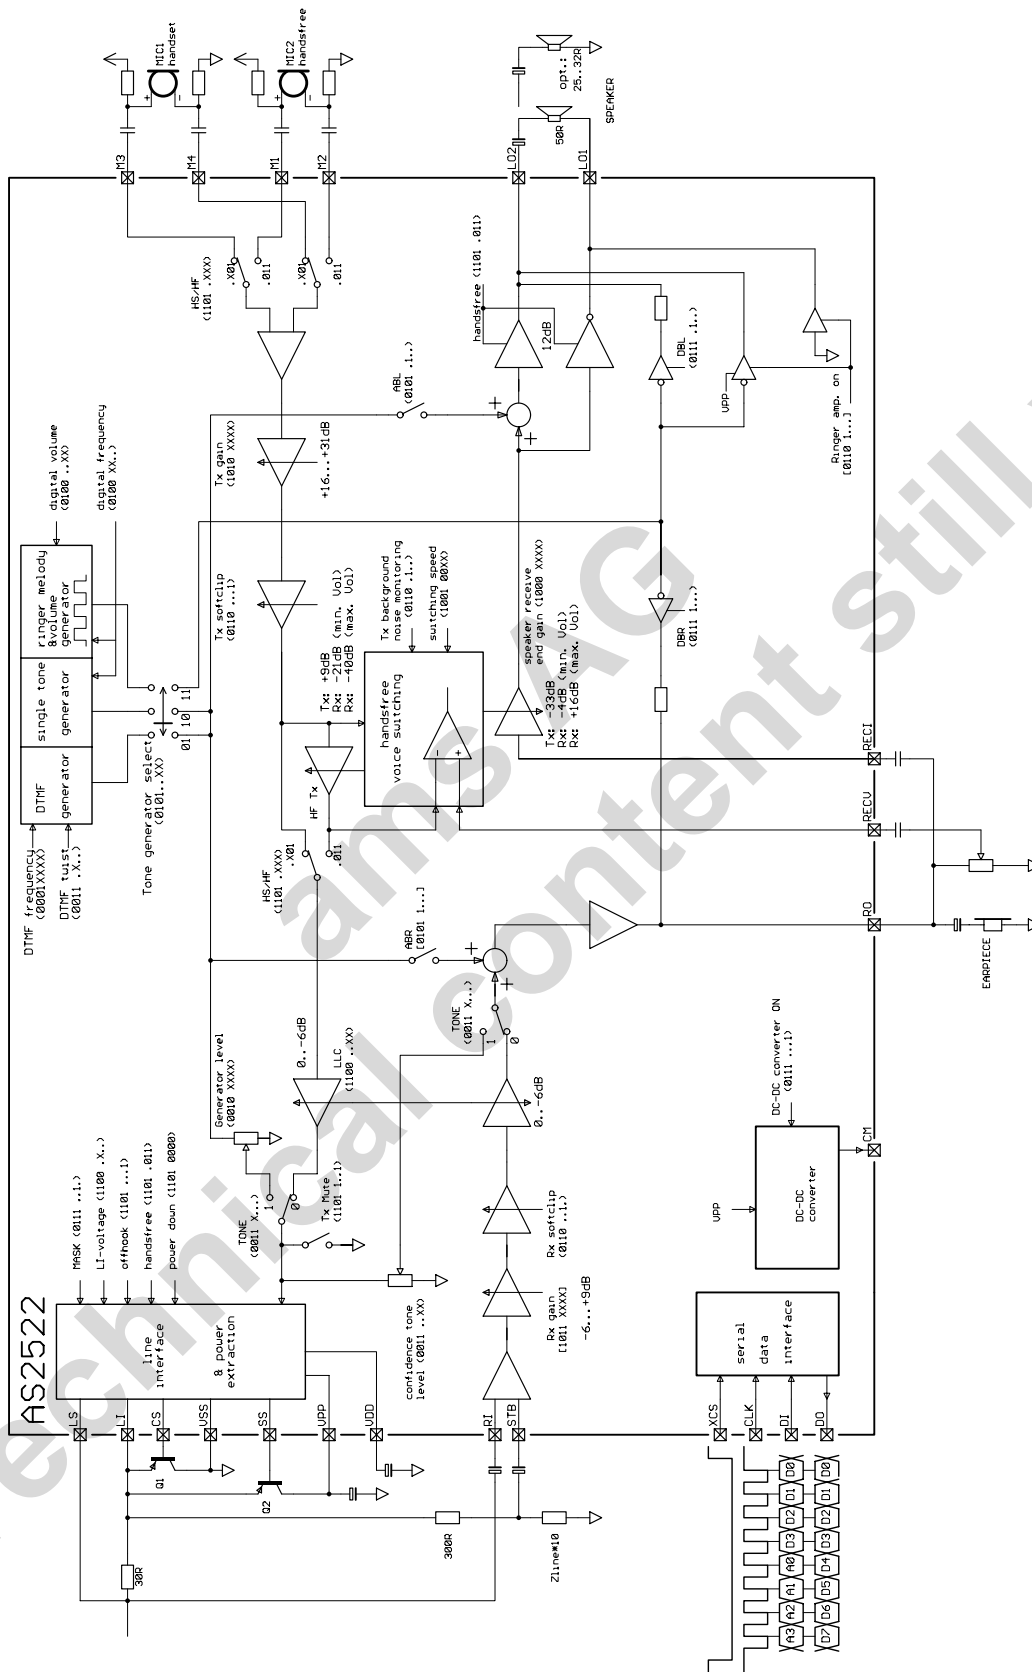 AS2522
MASK (0111 ..1.)
LI-voltage (1100 .X..)
offhook (1101 ...1)
handsfree (1101 .011)
power down (1101 0000)
line
interface
& power
extraction
LS
LI
CS
VSS
SS
VPP
VDD
RI
STB
Q1
Q2
30R
300R
Zline*10
DTMF frequency
(0001XXXX)
DTMF twist
(0011 .X..)
DTMF
generator
single tone
generator
ringer melody
&volume
generator
digital volume
(0100 ..XX)
digital frequency
(0100 XX..)
Tone generator select
(0101..XX)
01
10
11
Generator level
(0010 XXXX)
TONE
(0011 X...)
1
0
Tx Mute
(1101 1..1)
confidence tone
level (0011 ..XX)
0..-6dB
LLC
(1100 ..XX)
HS/HF
(1101 .XXX)
.X01
.011
HF Tx
Tx softclip
(0110 ...1)
Tx gain
(1010 XXXX)
+16...+31dB
HS/HF
(1101 .XXX)
.X01
.011
.X01
.011
M3
M4
M1
M2
MIC1
handset
+
-
MIC2
handsfree
+
-
Tx: +9dB
Rx: -21dB (min. Vol)
Rx: -40dB (max. Vol)
handsfree
voice switching
-
+
Tx background
noise monitoring
(0110 .1..)
switching speed
(1001 00XX)
ABR
[0101 1...]
ABL
(0101 .1..)
+
+
+
+
TONE
(0011 X...)
1
0
0..-6dB
Rx softclip
(0110 ..1.)
Rx gain
[1011 XXXX]
-6...+9dB
speaker receive
end gain (1000 XXXX)
Tx: -33dB
Rx: -4dB (min. Vol)
Rx: +16dB (max. Vol)
handsfree (1101 .011)
12dB
LO2
LO1
50R
opt.:
25..32R
SPEAKER
DBL
(0111 .1..)
VPP
Ringer amp. on
[0110 1...]
DBR
(0111 1...)
RECI
RECV
RO
EARPIECE
DC-DC converter ON
(0111 ...1)
VPP
DC-DC
converter
CM
serial
data
interface
XCS
CLK
DI
DO
A3 A2 A1 A0 D3 D2 D1 D0
D7 D6 D5 D4 D3 D2 D1 D0
ams AG
technical content still